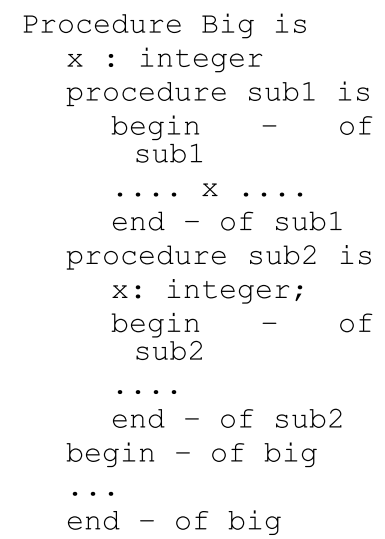 Procedure Big is
x : integer
procedure sub1 is
begin – of
sub1
.... x ....
end – of sub1
procedure sub2 is
x: integer;
begin – of
sub2
....
end – of sub2
begin – of big
...
end – of big